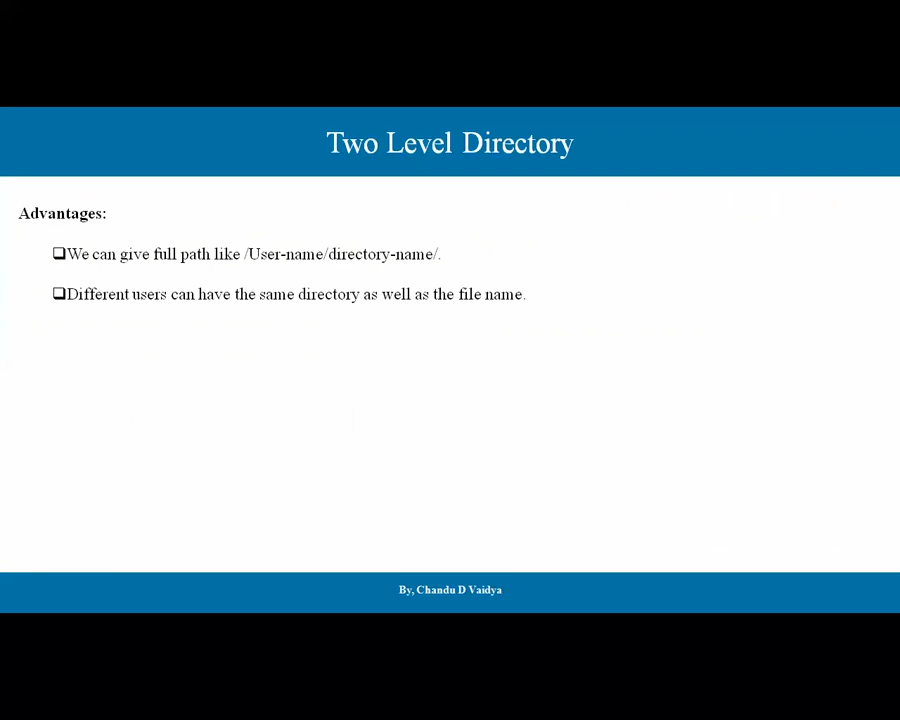 Two Level Directory
Advantages:
❑We can give full path like /User-name/directory-name/.
❑Different users can have the same directory as well as the file name.
By, Chandu D Vaidya